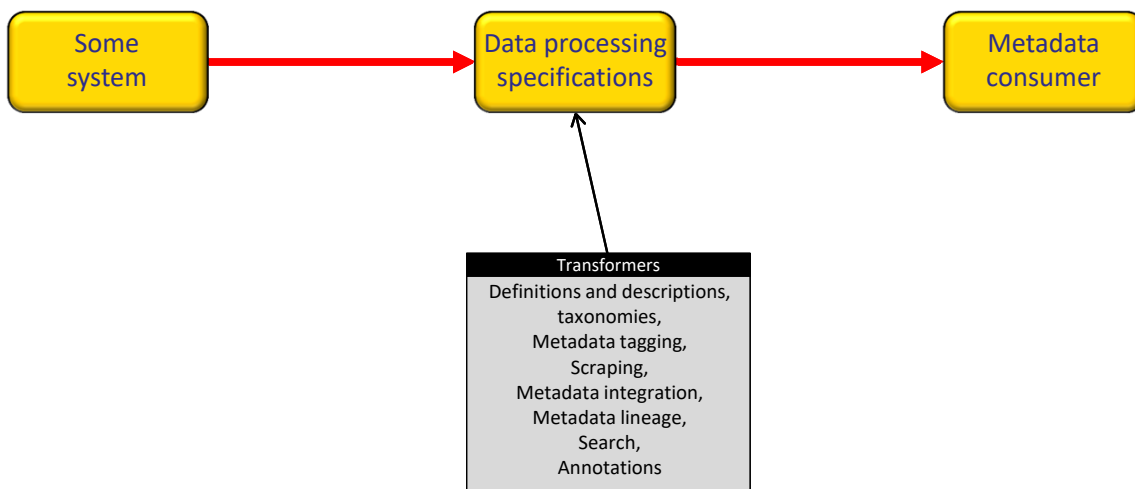 Some
system
Data processing
specifications
Metadata
consumer
Transformers
Definitions and descriptions,
taxonomies,
Metadata tagging,
Scraping,
Metadata integration,
Metadata lineage,
Search,
Annotations